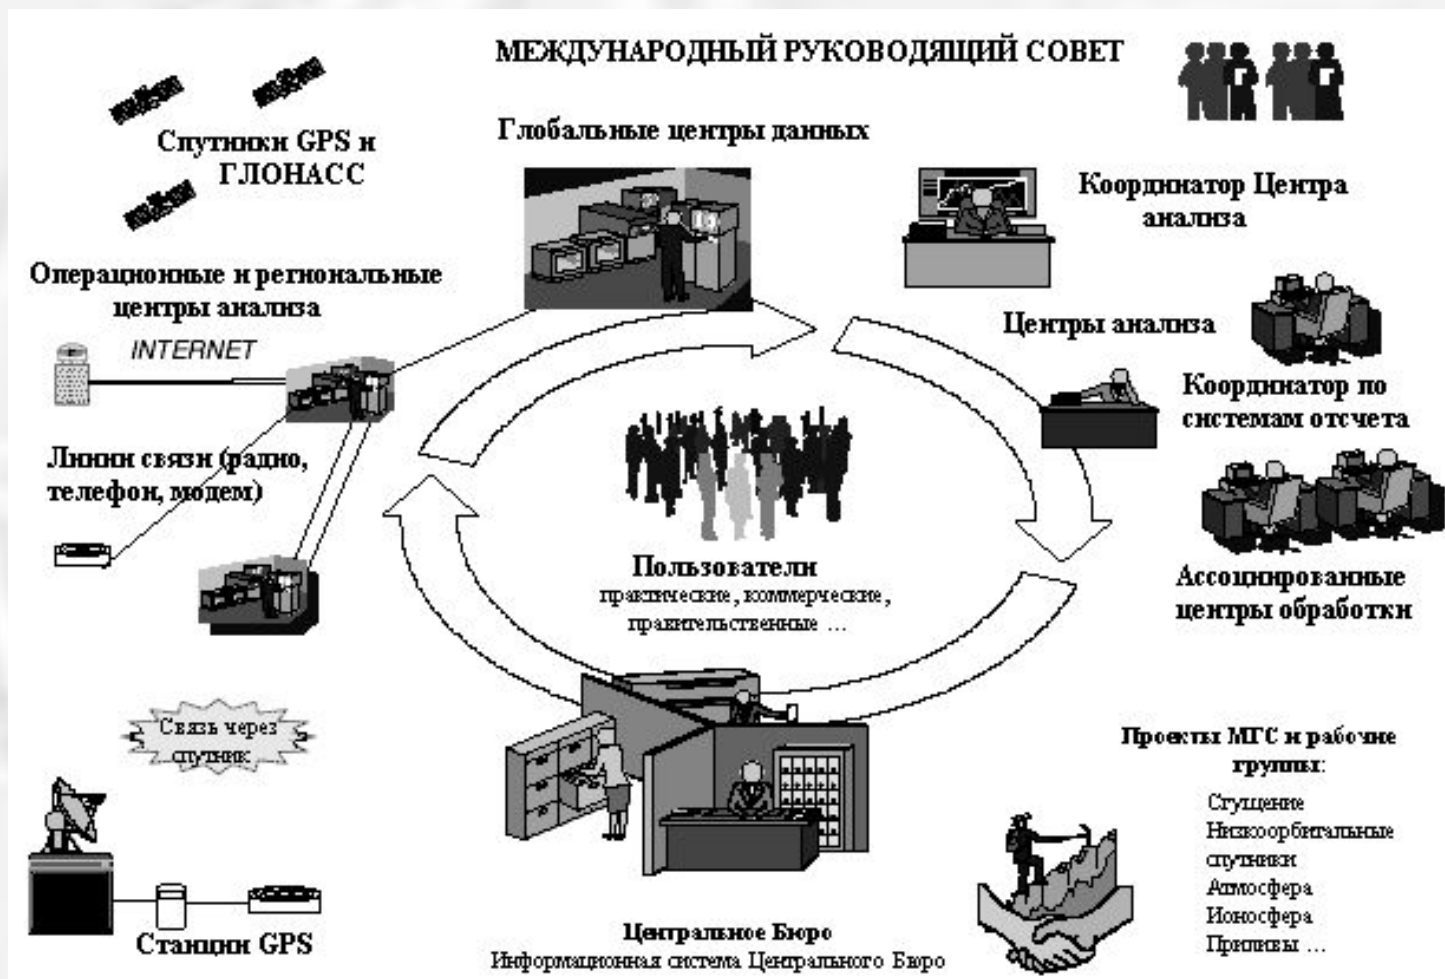 МЕЖДУНАРОДНЫЙ РУКОВОДЯЩИЙ СОВЕТ
Спутники GPS и
ГЛОНАСС
Глобальные центры данных
Координатор Центра
анализа
Операционные и региональные
центры анализа
INTERNET
Центры анализа
Координатор по
системам отсчета
Линии связи (радио,
телефон, модем)
Пользователи
практические, коммерческие,
правительственные ...
Ассоциированные
центры обработки
Связь через
спутник
Станции GPS
Центральное Бюро
Информационная система Центрального Бюро
Проекты МГС и рабочие
группы:
Сгущение
Низкоорбитальные
спутники
Атмосфера
Ионосфера
Приливы ...